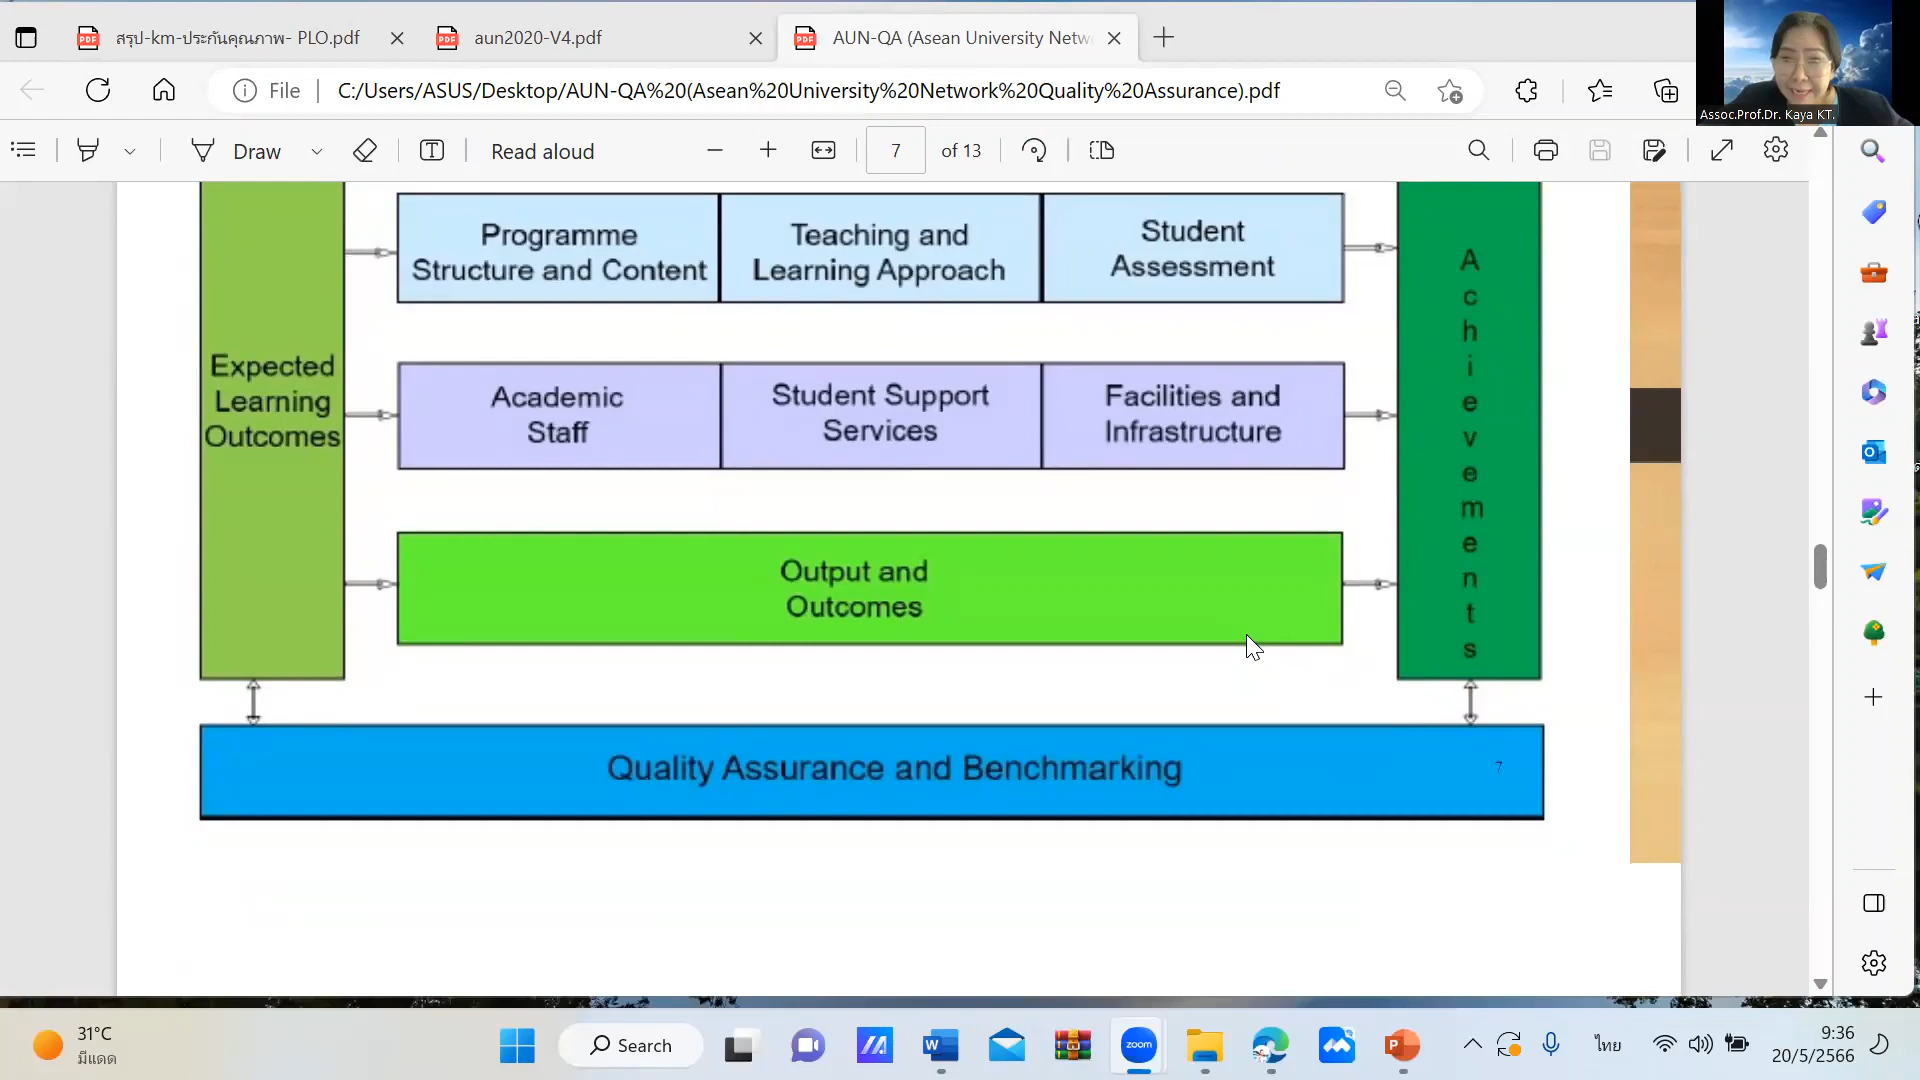 สรุป-km-ประกันคุณภาพ- PLO.pdf
aun2020-V4.pdf
AUN-QA (Asean University Netw
File
C:/Users/ASUS/Desktop/AUN-QA%20(Asean%20University%20Network%20Quality%20Assurance).pdf
Assoc.Prof.Dr. Kaya KT.
Draw
Read aloud
7
of 13
Programme
Structure and Content
Teaching and
Learning Approach
Student
Assessment
Expected
Learning
Outcomes
Academic
Staff
Student Support
Services
Facilities and
Infrastructure
Output and
Outcomes
Achievements
Quality Assurance and Benchmarking
7
31°C
มีแดด
Search
zoom
ไทย
9:36
20/5/2566